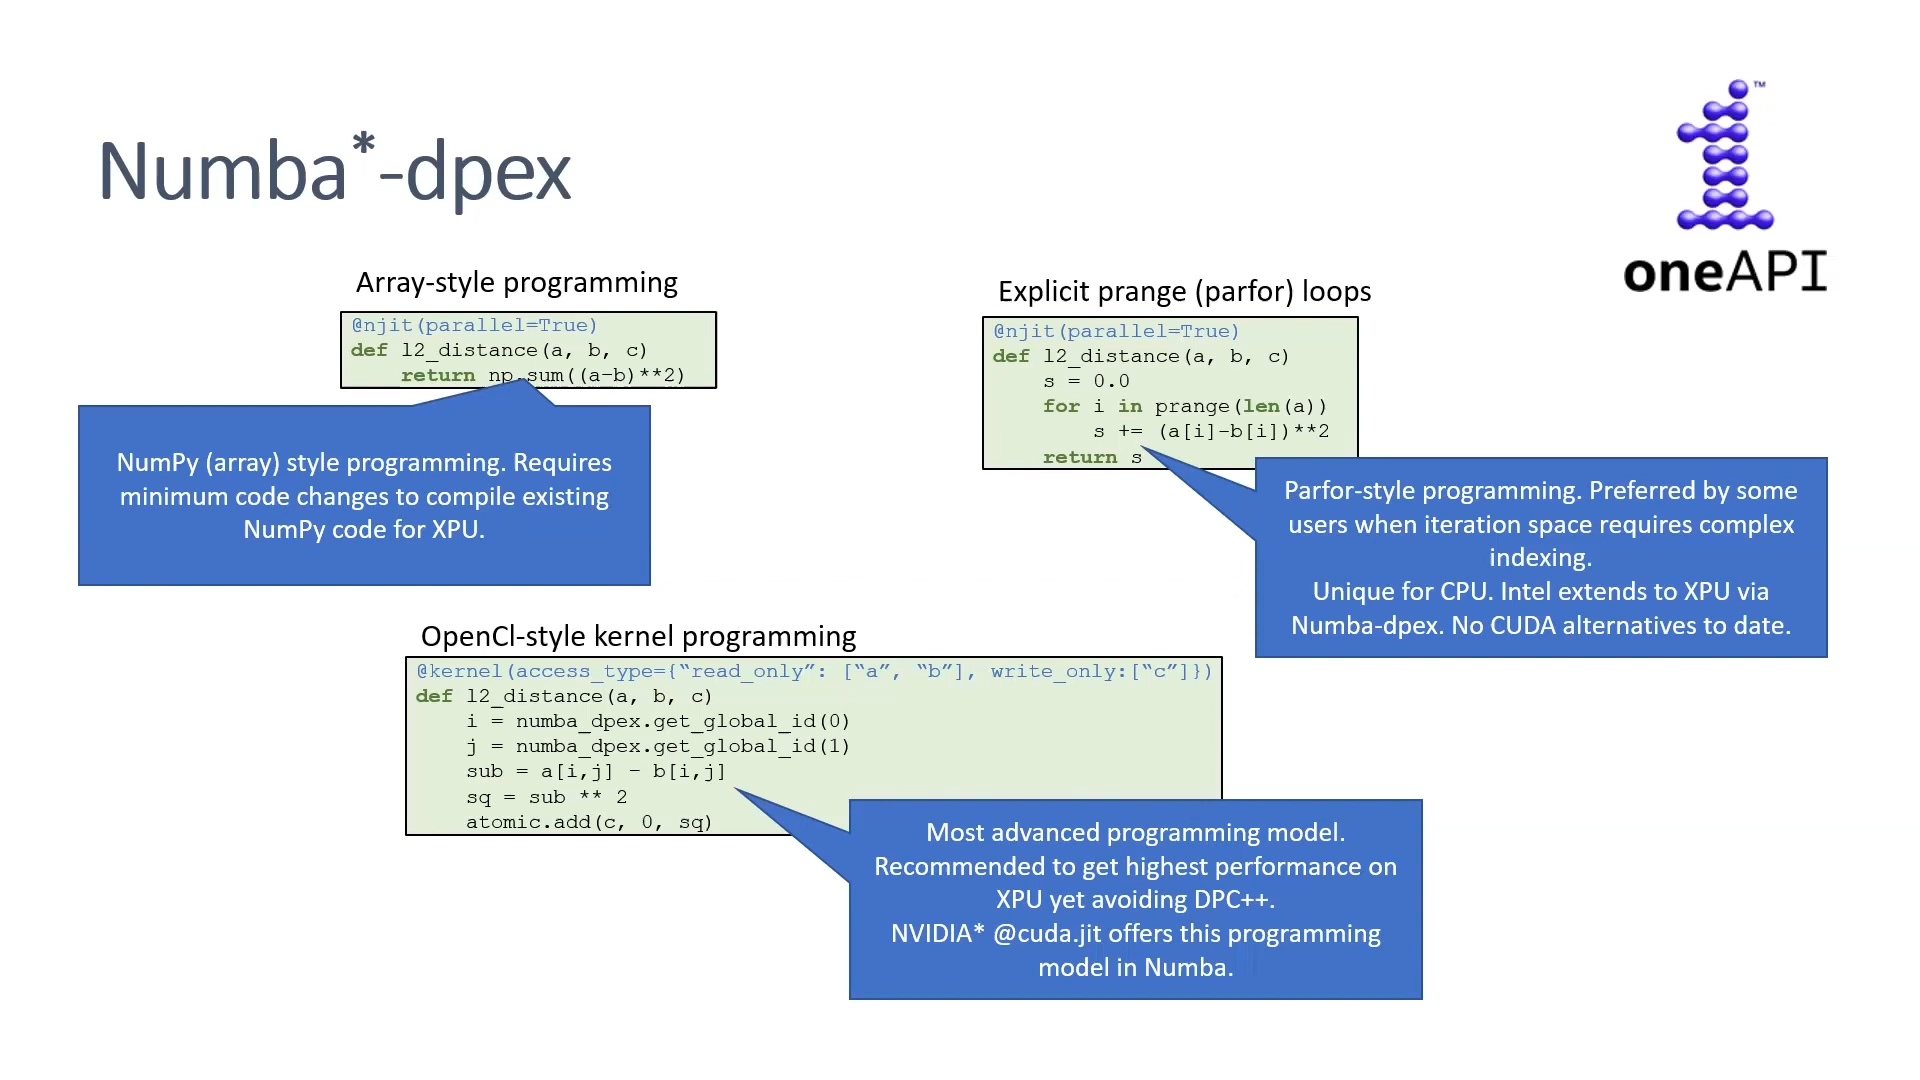 Numba*-dpex
TM
oneAPI
Array-style programming
@njit(parallel=True)
def l2_distance(a, b, c)
    return np.sum((a-b)**2)
NumPy (array) style programming. Requires
minimum code changes to compile existing
NumPy code for XPU.
Explicit prange (parfor) loops
@njit(parallel=True)
def l2_distance(a, b, c)
    s = 0.0
    for i in prange(len(a))
        s += (a[i]-b[i])**2
    return s
Parfor-style programming. Preferred by some
users when iteration space requires complex
indexing.
Unique for CPU. Intel extends to XPU via
Numba-dpex. No CUDA alternatives to date.
OpenCl-style kernel programming
@kernel(access_type={“read_only”: [“a”, “b”], write_only:[“c”]})
def l2_distance(a, b, c)
    i = numba_dpex.get_global_id(0)
    j = numba_dpex.get_global_id(1)
    sub = a[i,j] - b[i,j]
    sq = sub ** 2
    atomic.add(c, 0, sq)
Most advanced programming model.
Recommended to get highest performance on
XPU yet avoiding DPC++.
NVIDIA* @cuda.jit offers this programming
model in Numba.